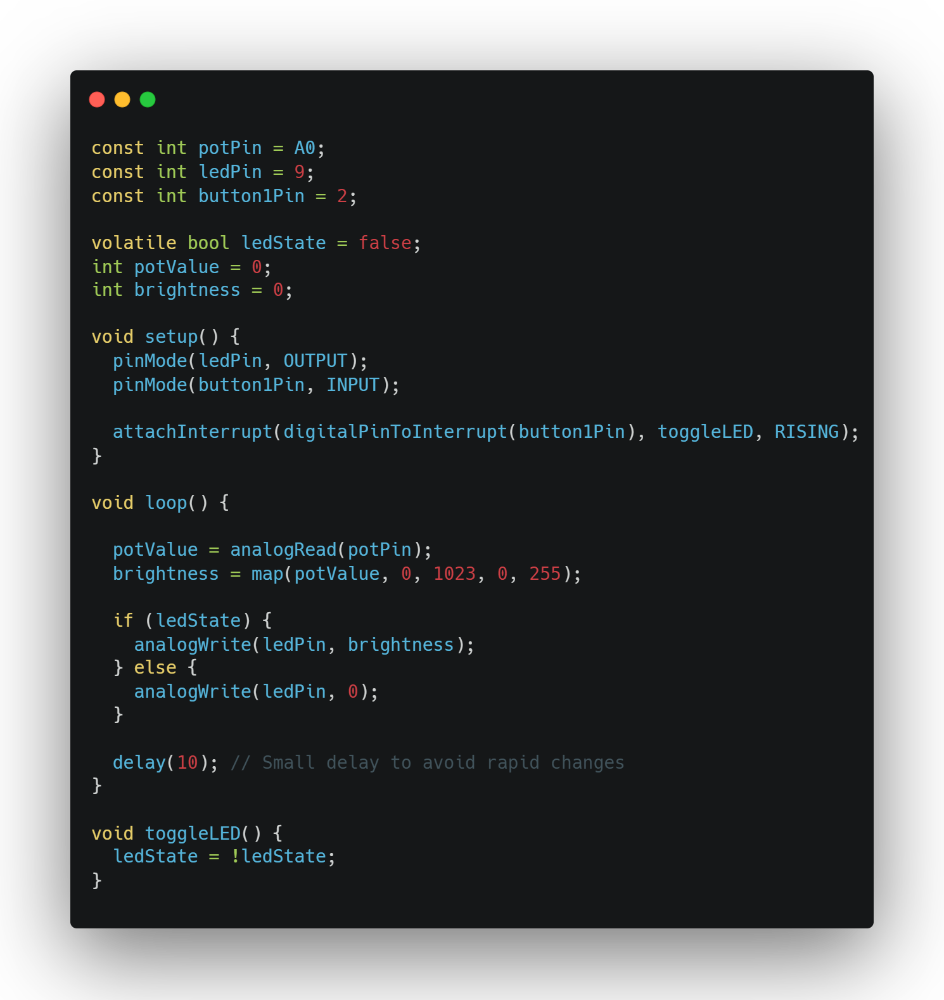 const int potPin = A0;
const int ledPin = 9;
const int button1Pin = 2;

volatile bool ledState = false;
int potValue = 0;
int brightness = 0;

void setup() {
  pinMode(ledPin, OUTPUT);
  pinMode(button1Pin, INPUT);

  attachInterrupt(digitalPinToInterrupt(button1Pin), toggleLED, RISING);
}

void loop() {

  potValue = analogRead(potPin);
  brightness = map(potValue, 0, 1023, 0, 255);

  if (ledState) {
    analogWrite(ledPin, brightness);
  } else {
    analogWrite(ledPin, 0);
  }

  delay(10); // Small delay to avoid rapid changes
}

void toggleLED() {
  ledState = !ledState;
}